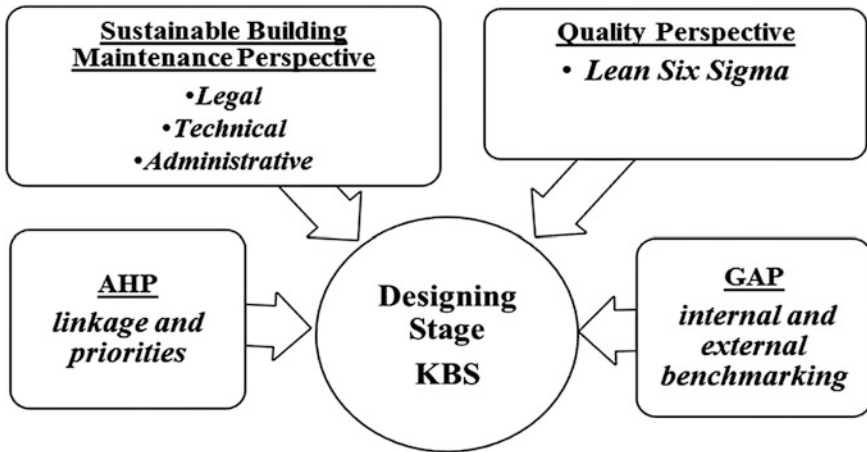 Sustainable Building
Maintenance Perspective
•Legal
•Technical
•Administrative
Quality Perspective
• Lean Six Sigma
AHP
linkage and
priorities
Designing
Stage
KBS
GAP
internal and
external
benchmarking